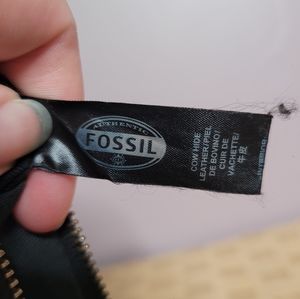 AUTHENTIC
FOSSIL
COW HIDE
LEATHER/PIEL
DE BOVINO/
CUIR DE
VACHETTE/
牛皮